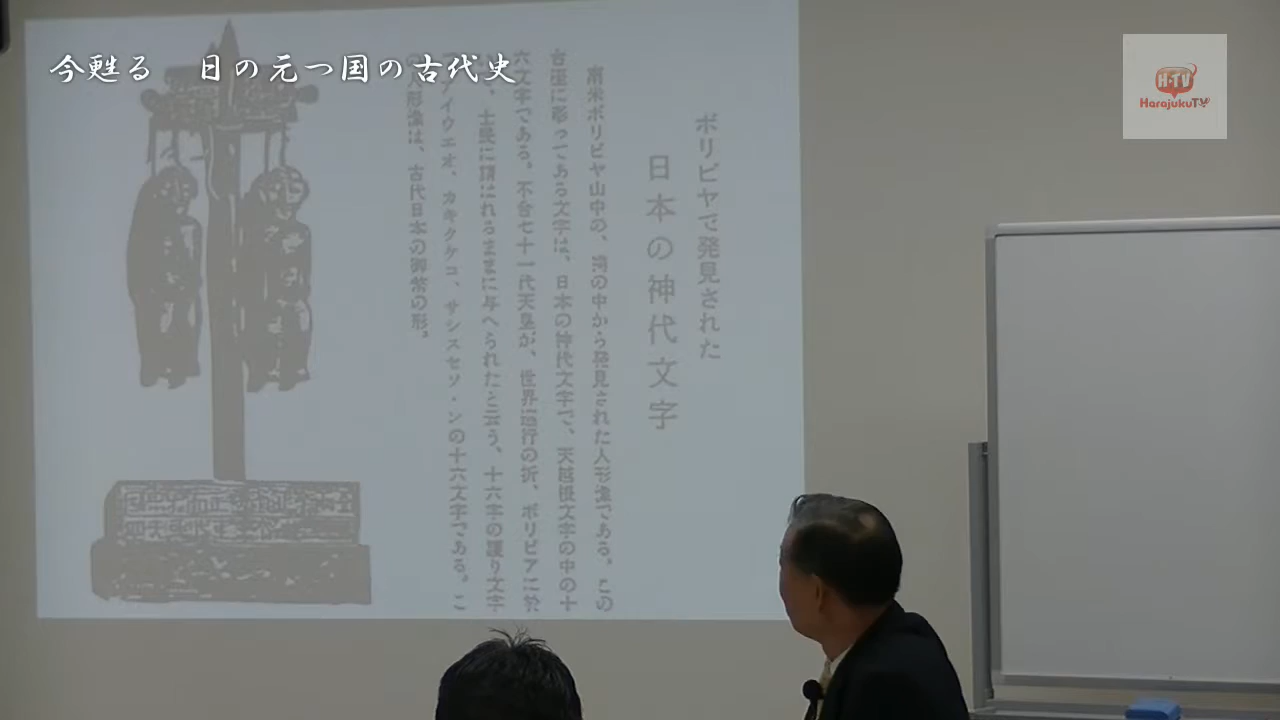 今甦る 日の元つ国の古代史
H-TV
HarajukuTV
ボリビヤで発見された
日本の神代文字
南米ボリビヤ山中の、湾の中から発見された人形像である。この
台座に彫ってある文字は、日本の神代文字で、天越根文字の中の十
六文字である。不合七十一代天皇が、世界巡行の折、ボリビアに於
、土民に請はれるままに与へられたと云う、十六字の護り文字
アイウエオ、カキクケコ、サシスセソ・ンの十六文字である。こ
人形像は、古代日本の御幣の形。